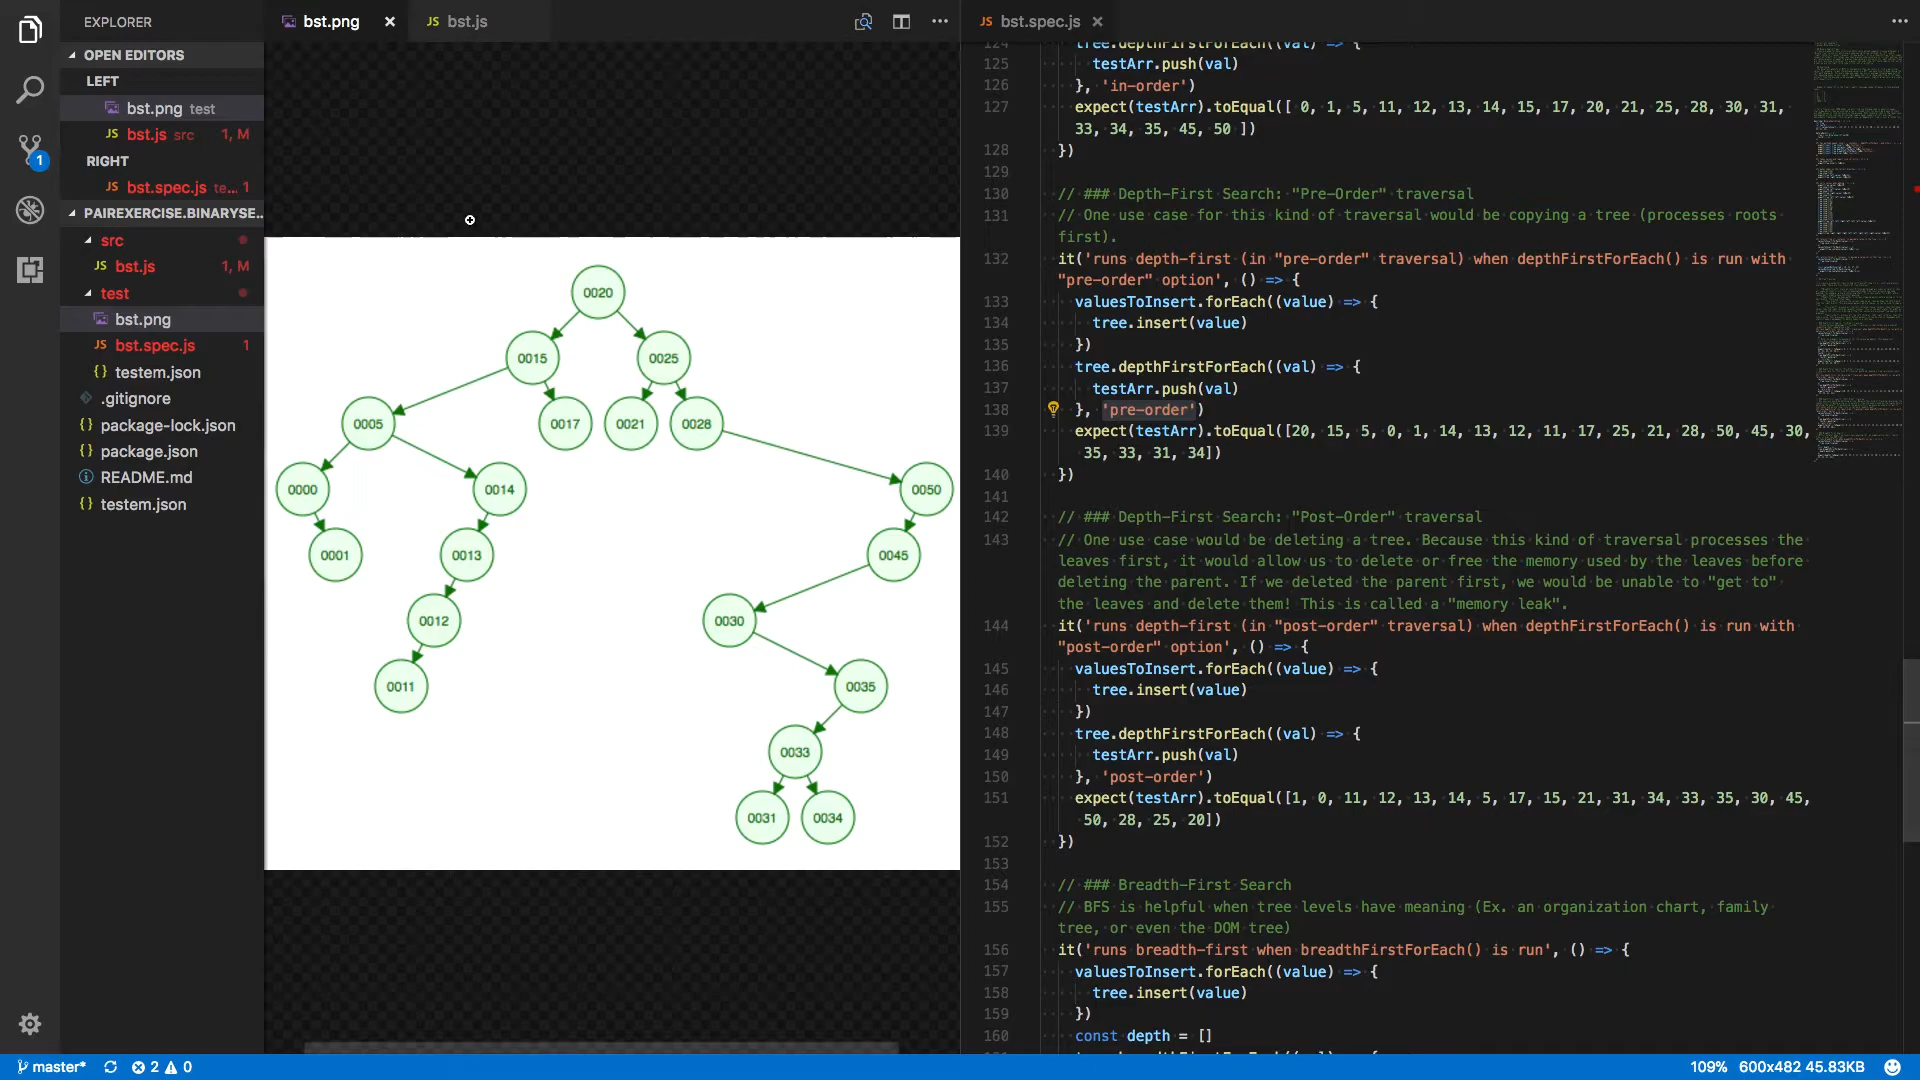 EXPLORER
OPEN EDITORS
LEFT
bst.png test
JS bst.js src 1, M
RIGHT
JS bst.spec.js te... 1
PAIREXERCISE.BINARYSE...
src
JS bst.js 1, M
test
bst.png
JS bst.spec.js 1
{} testem.json
.gitignore
{} package-lock.json
{} package.json
README.md
{} testem.json
1
bst.png
JS bst.js
0020
0015
0025
0005
0017
0021
0028
0000
0014
0050
0001
0013
0045
0012
0030
0011
0035
0033
0031
0034
JS bst.spec.js
124 tree.depthFirstForEach((val) => {
125 testArr.push(val)
126 }, 'in-order')
127 expect(testArr).toEqual([ 0, 1, 5, 11, 12, 13, 14, 15, 17, 20, 21, 25, 28, 30, 31,
33, 34, 35, 45, 50 ])
128 })
129
130 // ### Depth-First Search: "Pre-Order" traversal
131 // One use case for this kind of traversal would be copying a tree (processes roots
first).
132 it('runs depth-first (in "pre-order" traversal) when depthFirstForEach() is run with
"pre-order" option', () => {
133 valuesToInsert.forEach((value) => {
134 tree.insert(value)
135 })
136 tree.depthFirstForEach((val) => {
137 testArr.push(val)
138 }, 'pre-order')
139 expect(testArr).toEqual([20, 15, 5, 0, 1, 14, 13, 12, 11, 17, 25, 21, 28, 50, 45, 30,
35, 33, 31, 34])
140 })
141
142 // ### Depth-First Search: "Post-Order" traversal
143 // One use case would be deleting a tree. Because this kind of traversal processes the
leaves first, it would allow us to delete or free the memory used by the leaves before
deleting the parent. If we deleted the parent first, we would be unable to "get to"
the leaves and delete them! This is called a "memory leak".
144 it('runs depth-first (in "post-order" traversal) when depthFirstForEach() is run with
"post-order" option', () => {
145 valuesToInsert.forEach((value) => {
146 tree.insert(value)
147 })
148 tree.depthFirstForEach((val) => {
149 testArr.push(val)
150 }, 'post-order')
151 expect(testArr).toEqual([1, 0, 11, 12, 13, 14, 5, 17, 15, 21, 31, 34, 33, 35, 30, 45,
50, 28, 25, 20])
152 })
153
154 // ### Breadth-First Search
155 // BFS is helpful when tree levels have meaning (Ex. an organization chart, family
tree, or even the DOM tree)
156 it('runs breadth-first when breadthFirstForEach() is run', () => {
157 valuesToInsert.forEach((value) => {
158 tree.insert(value)
159 })
160 const depth = []
master* 2 0
109% 600x482 45.83KB